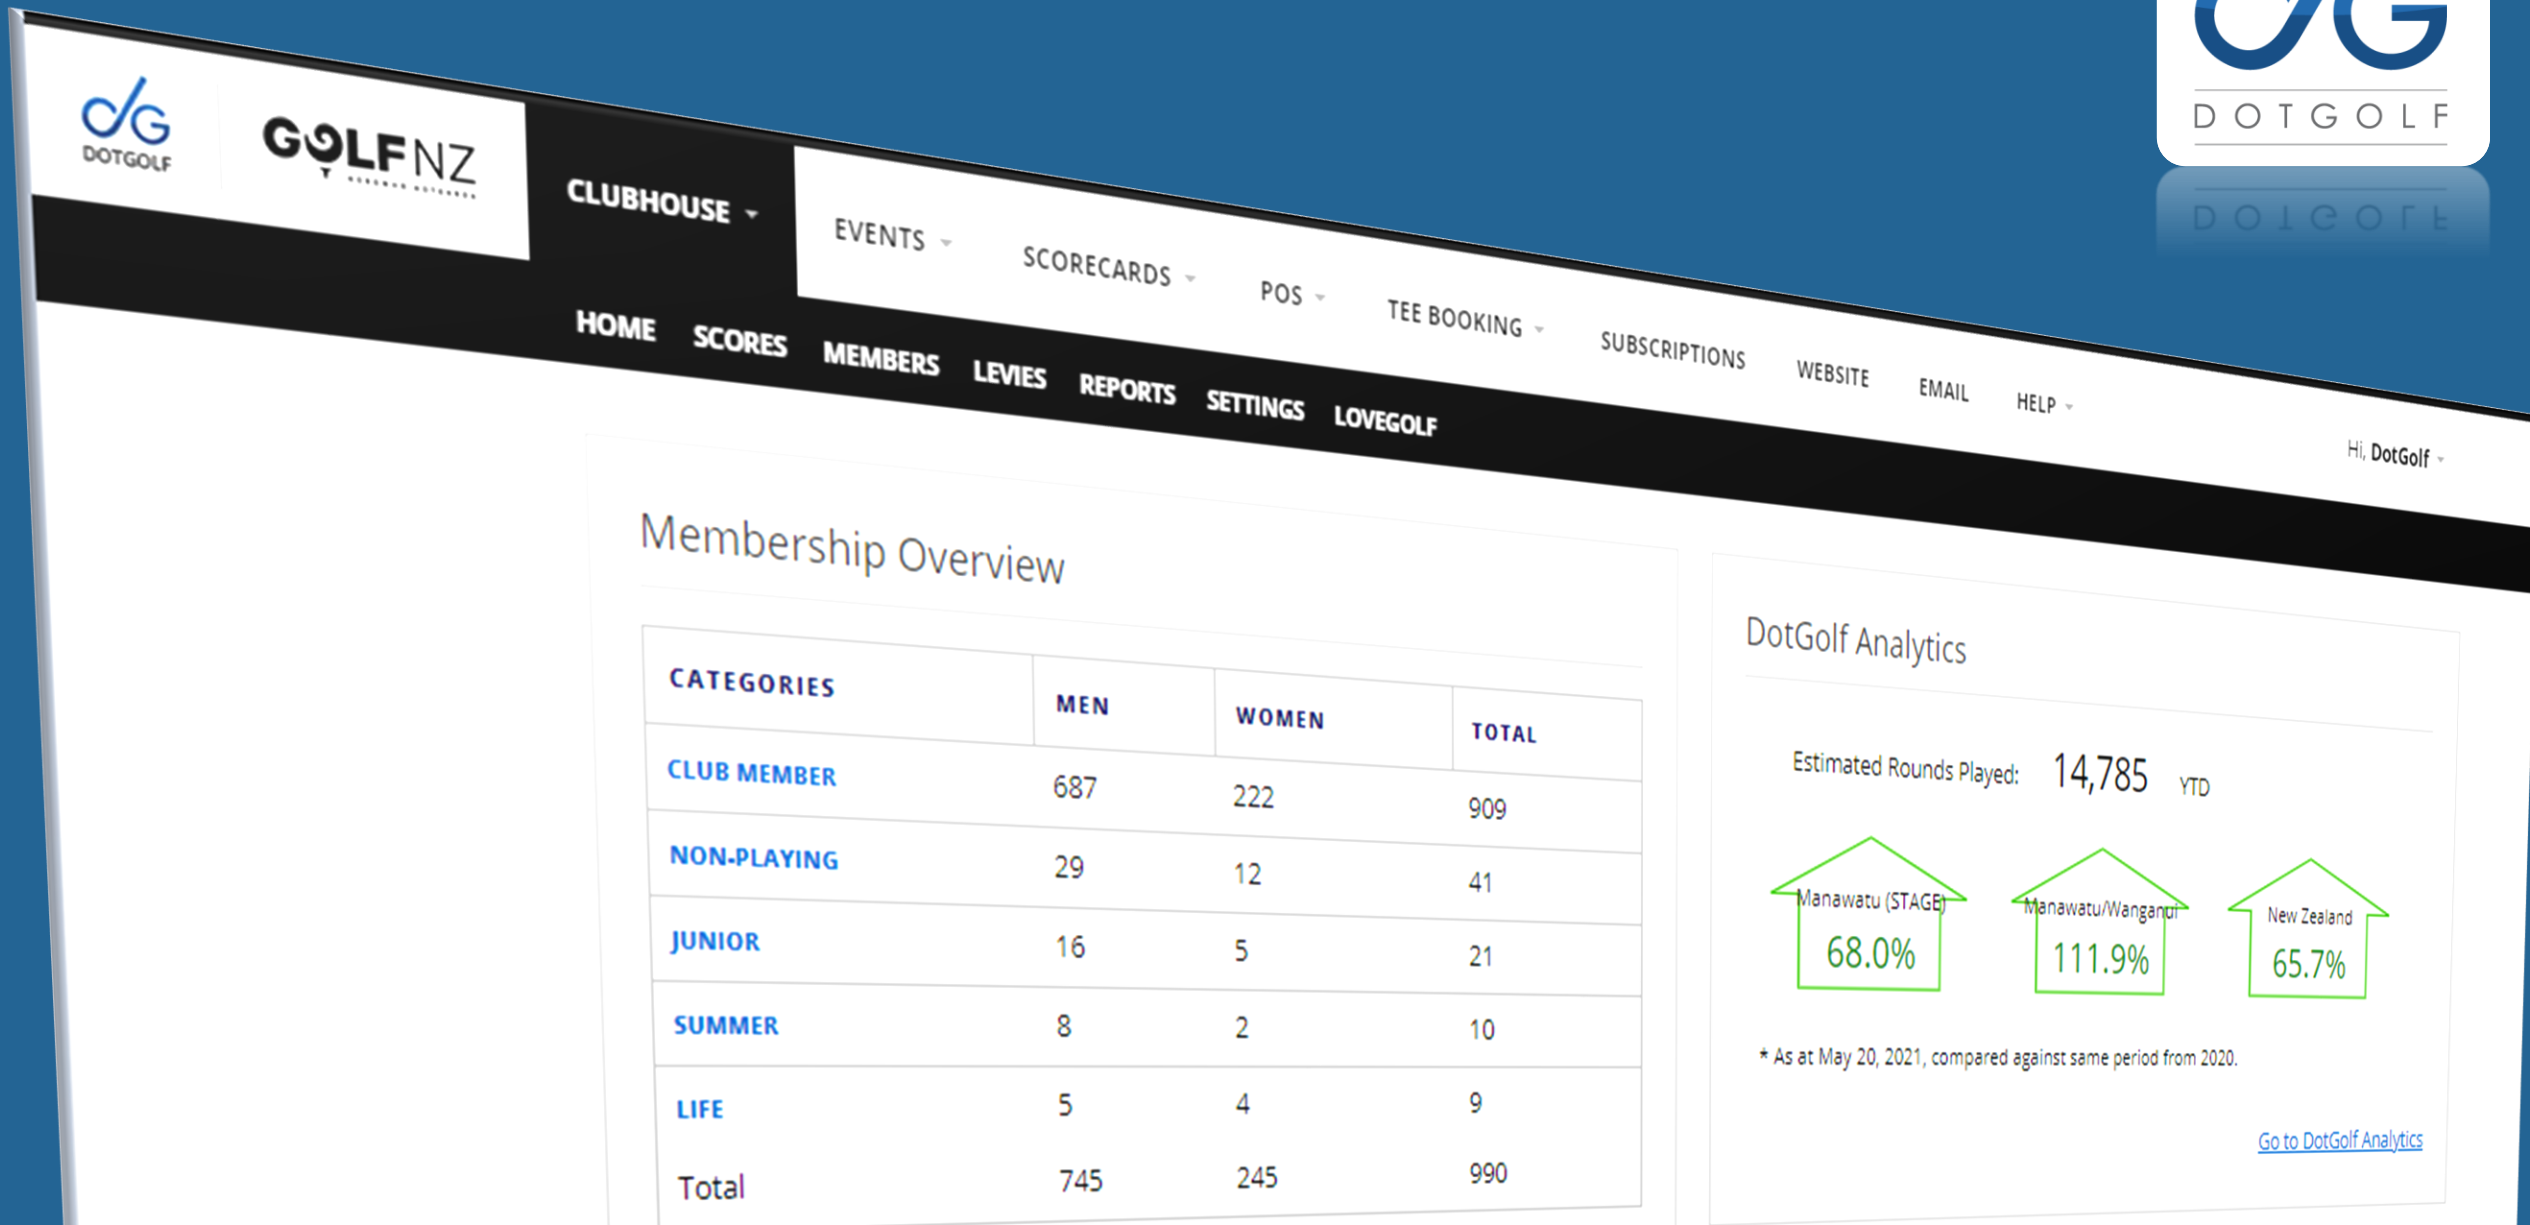 DOTGOLF
DOTGOLF
DOTGOLF
GOLF NZ
CLUBHOUSE
EVENTS
SCORECARDS
POS
TEE BOOKING
SUBSCRIPTIONS
WEBSITE
EMAIL
HELP
Hi, DotGolf
HOME
SCORES
MEMBERS
LEVIES
REPORTS
SETTINGS
LOVEGOLF
Membership Overview
CATEGORIES MEN WOMEN TOTAL
CLUB MEMBER 687 222 909
NON-PLAYING 29 12 41
JUNIOR 16 5 21
SUMMER 8 2 10
LIFE 5 4 9
Total 745 245 990
DotGolf Analytics
Estimated Rounds Played: 14,785 YTD
Manawatu (STAGE)
68.0%
Manawatu/Wanganui
111.9%
New Zealand
65.7%
* As at May 20, 2021, compared against same period from 2020.
Go to DotGolf Analytics